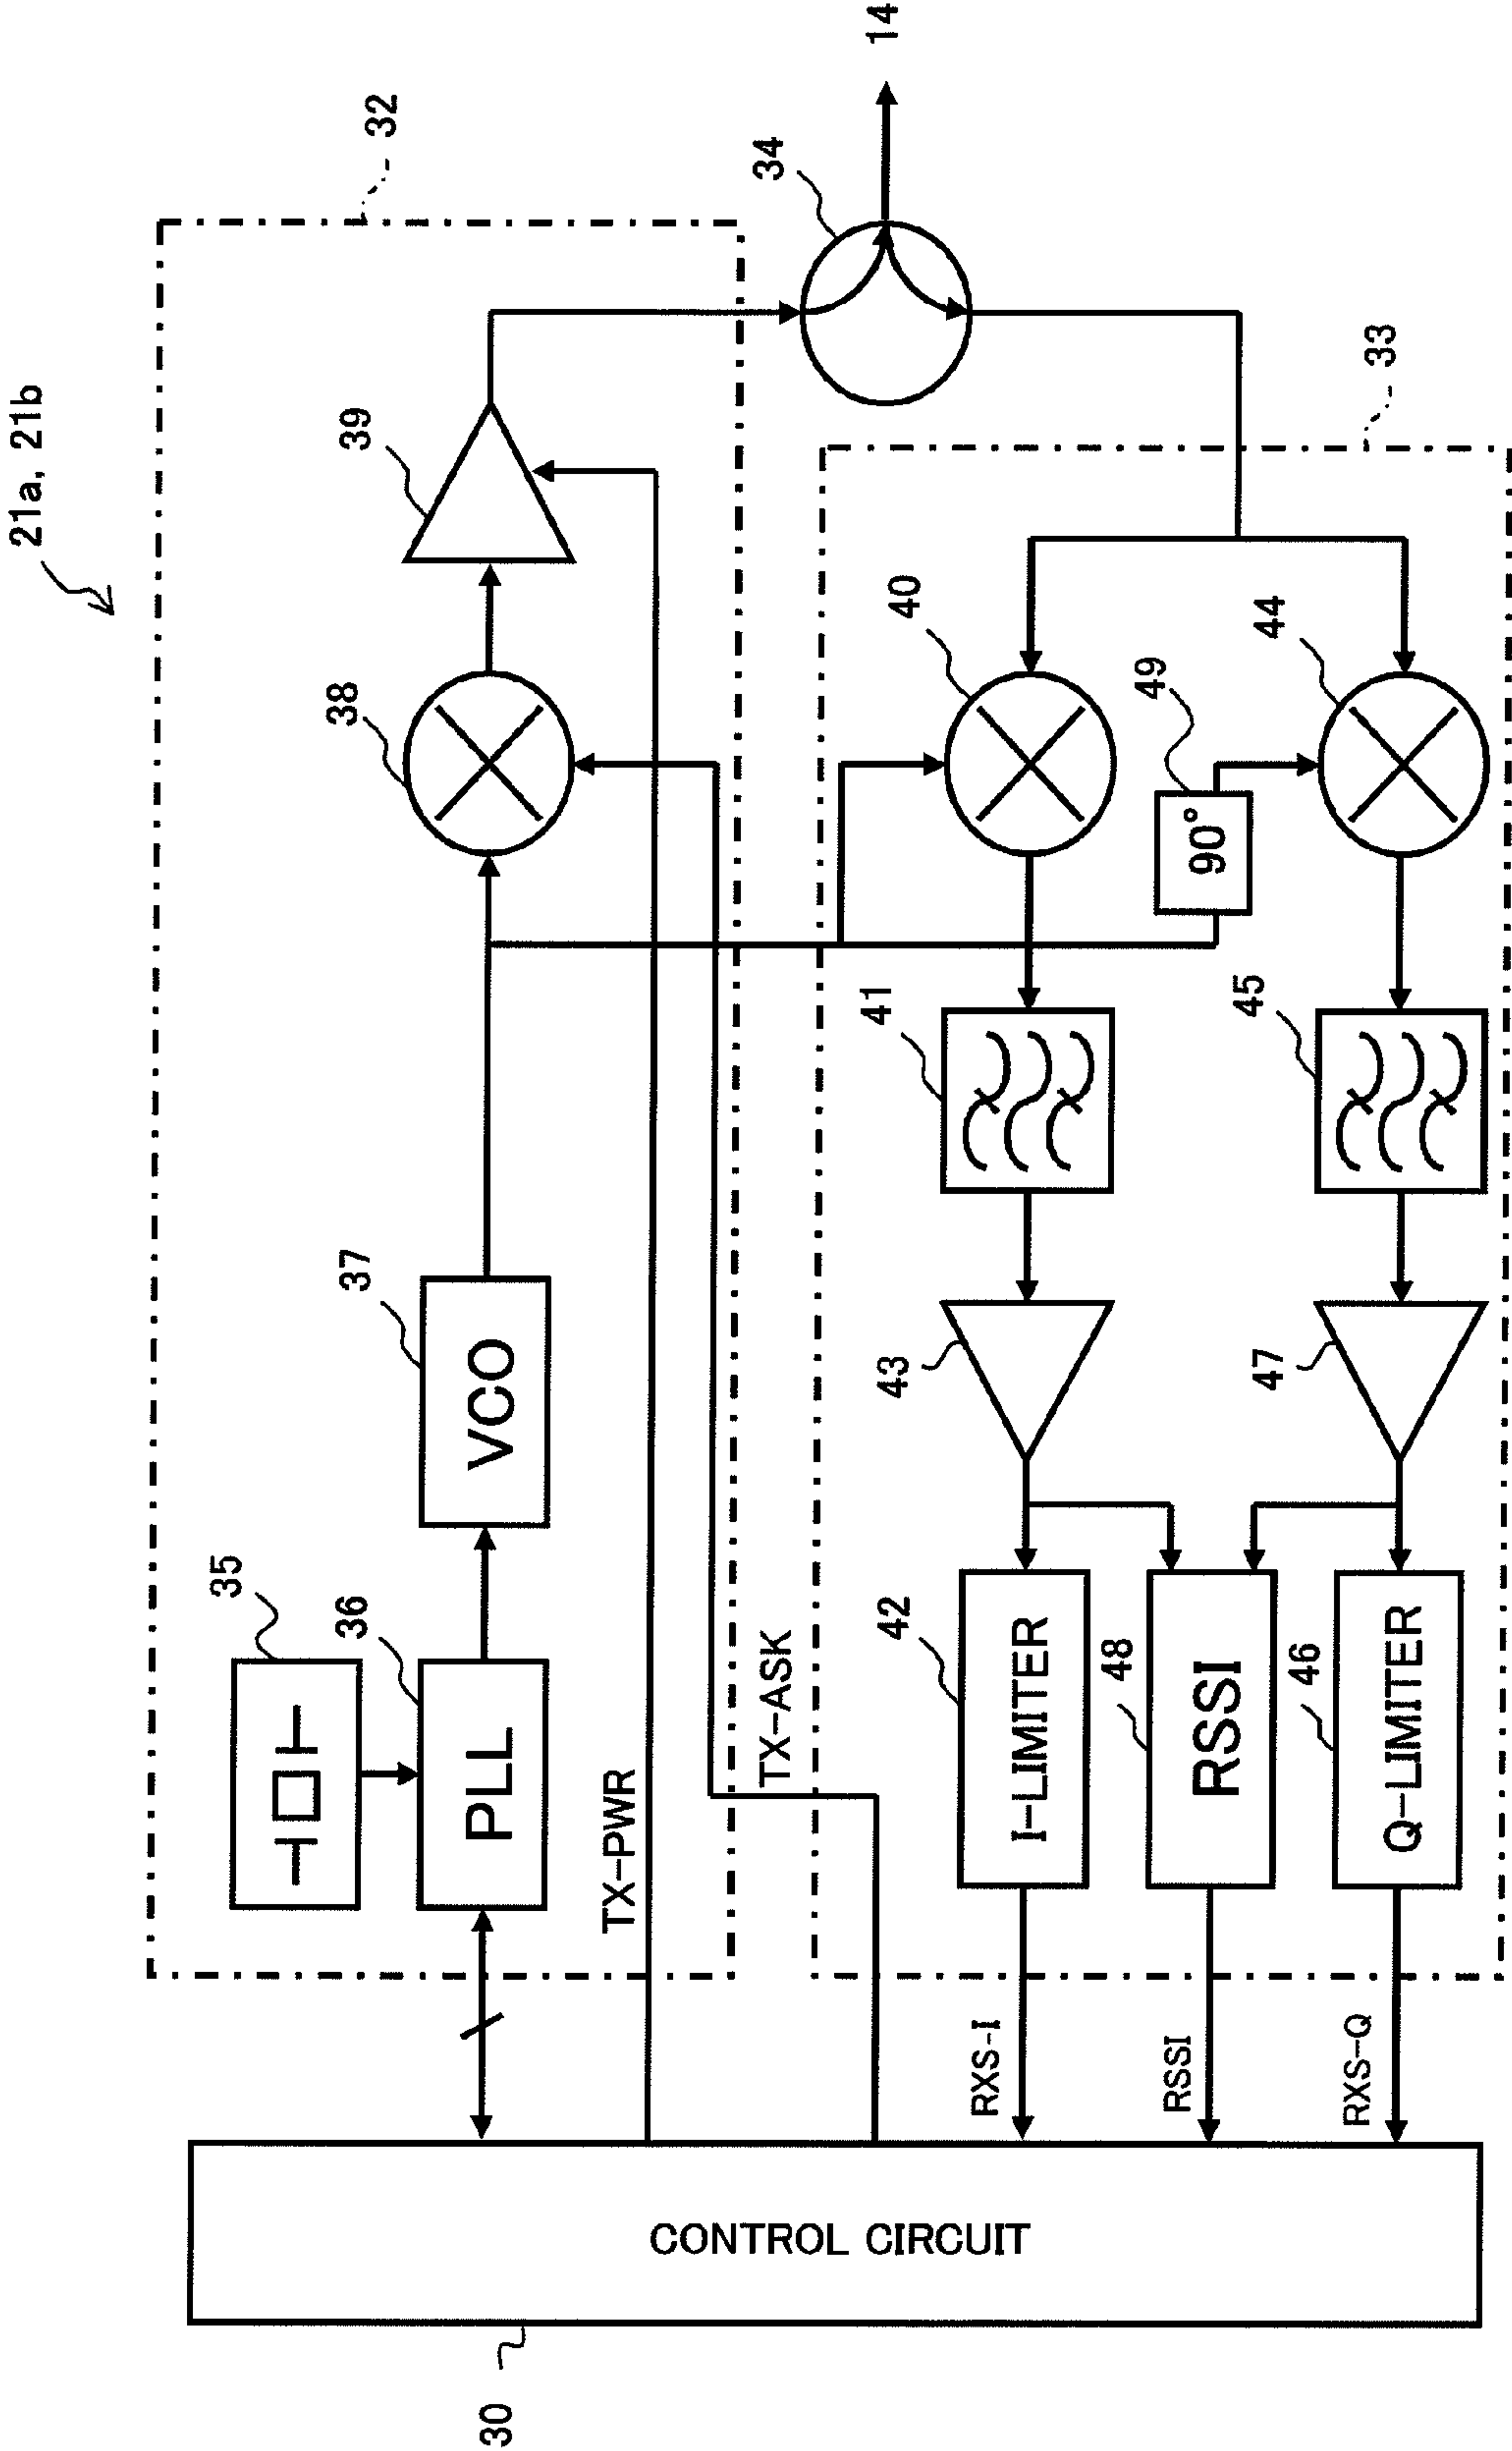 21a, 21b
32
35
36
PLL
37
VCO
38
39
34
14
TX-PWR
TX-ASK
33
40
41
43
42
I-LIMITER
RXS-I
49
90°
48
RSSI
RSSI
44
45
47
46
Q-LIMITER
RXS-Q
CONTROL CIRCUIT
30